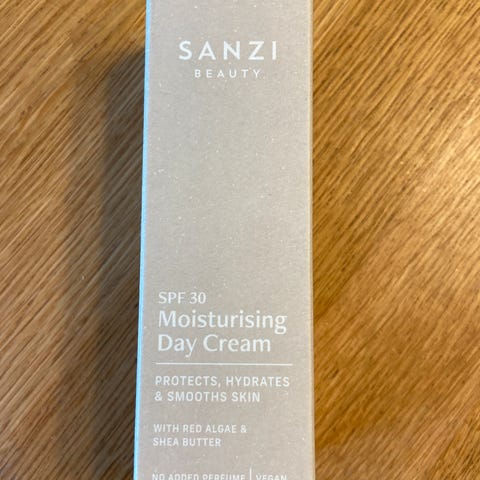 SANZI
BEAUTY.
SPF 30
Moisturising
Day Cream
PROTECTS, HYDRATES
& SMOOTHS SKIN
WITH RED ALGAE &
SHEA BUTTER
NO ADDED PERFUME | VEGAN